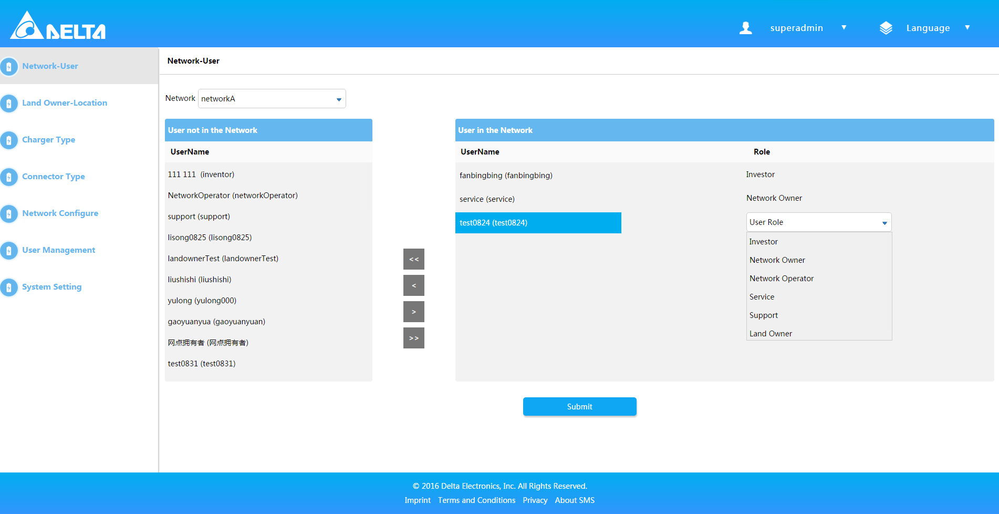 DELTA
superadmin
Language
Network-User
Land Owner-Location
Charger Type
Connector Type
Network Configure
User Management
System Setting
Network-User
Network networkA
User not in the Network
UserName
111 111 (inventor)
NetworkOperator (networkOperator)
support (support)
lisong0825 (lisong0825)
landownerTest (landownerTest)
liushishi (liushishi)
yulong (yulong000)
gaoyuanyua (gaoyuanyuan)
网点拥有者 (网点拥有者)
test0831 (test0831)
<<
<
>
>>
User in the Network
UserName Role
fanbingbing (fanbingbing) Investor
service (service) Network Owner
test0824 (test0824) User Role
Investor
Network Owner
Network Operator
Service
Support
Land Owner
Submit
© 2016 Delta Electronics, Inc. All Rights Reserved.
Imprint Terms and Conditions Privacy About SMS